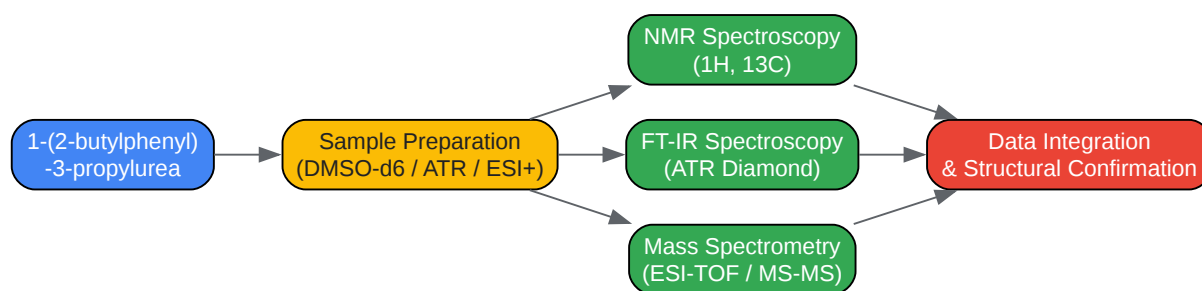 NMR Spectroscopy
(1H, 13C)
1-(2-butylphenyl)
-3-propylurea
Sample Preparation
(DMSO-d6 / ATR / ESI+)
FT-IR Spectroscopy
(ATR Diamond)
Data Integration
& Structural Confirmation
Mass Spectrometry
(ESI-TOF / MS-MS)